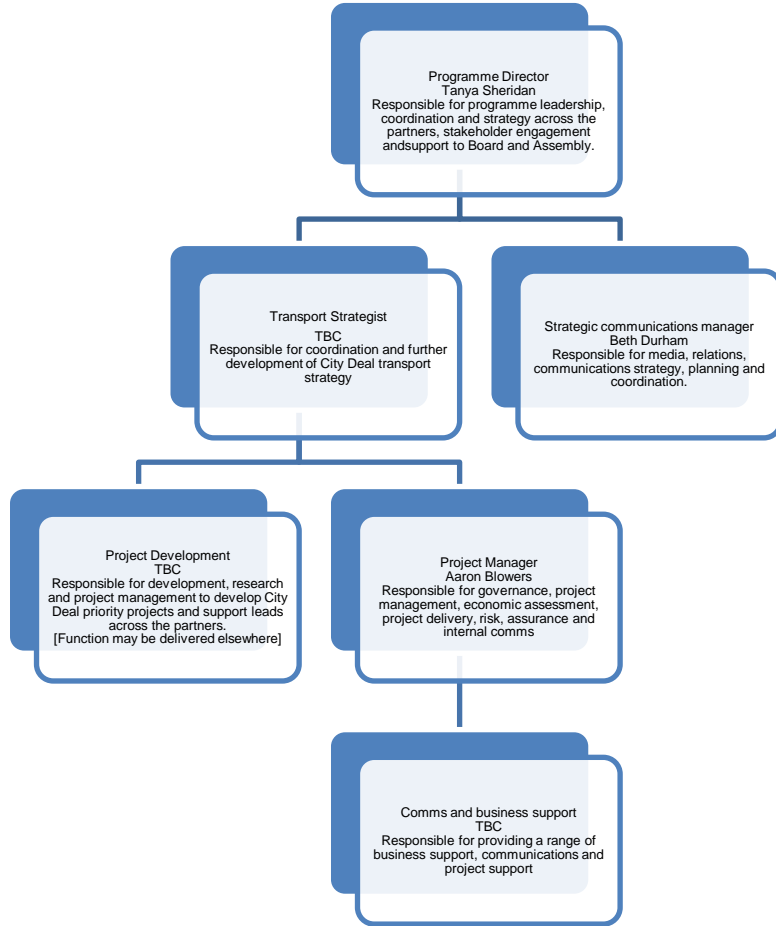 Programme Director
Tanya Sheridan
Responsible for programme leadership,
coordination and strategy across the
partners, stakeholder engagement
andsupport to Board and Assembly.
Transport Strategist
TBC
Responsible for coordination and further
development of City Deal transport
strategy
Strategic communications manager
Beth Durham
Responsible for media, relations,
communications strategy, planning and
coordination.
Project Development
TBC
Responsible for development, research
and project management to develop City
Deal priority projects and support leads
across the partners.
[Function may be delivered elsewhere]
Project Manager
Aaron Blowers
Responsible for governance, project
management, economic assessment,
project delivery, risk, assurance and
internal comms
Comms and business support
TBC
Responsible for providing a range of
business support, communications and
project support